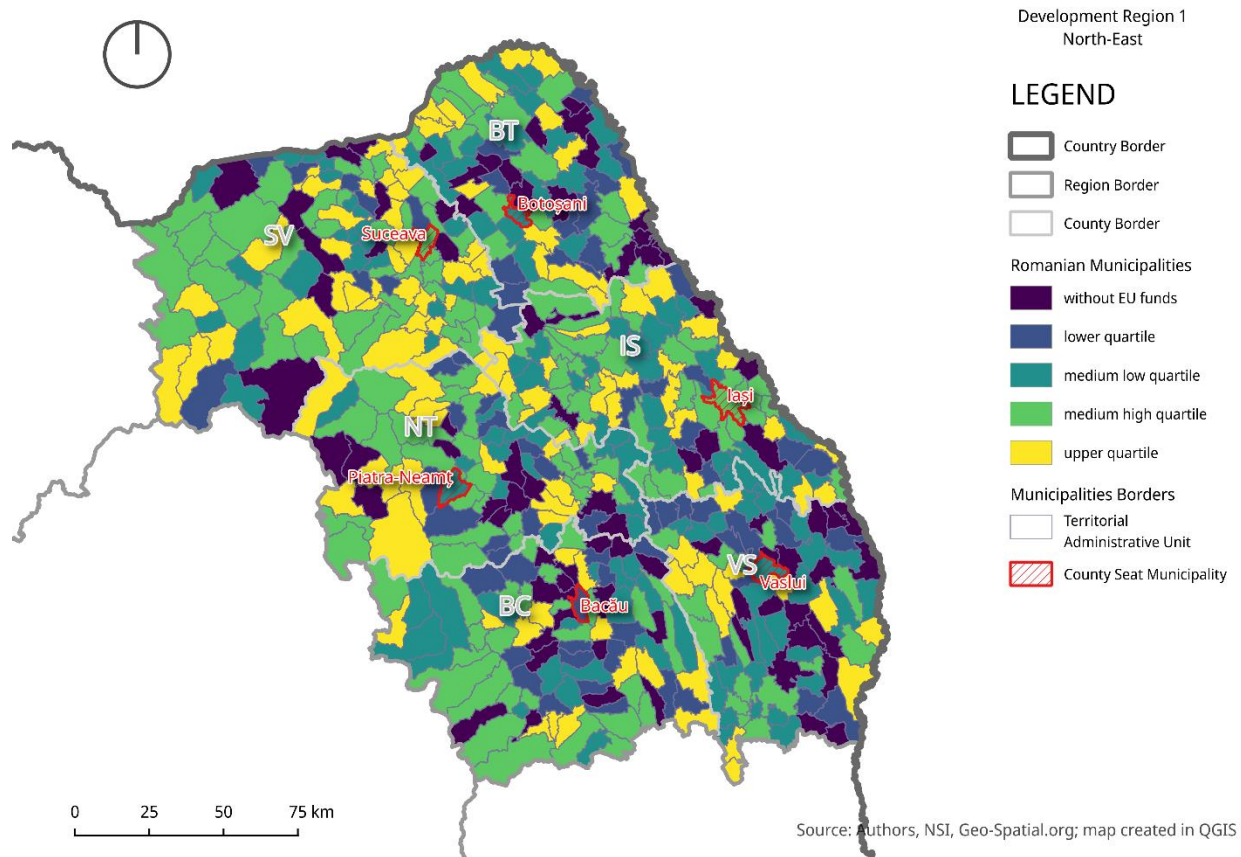 Development Region 1
North-East
LEGEND
Country Border
Region Border
County Border
Romanian Municipalities
without EU funds
lower quartile
medium low quartile
medium high quartile
upper quartile
Municipalities Borders
Territorial
Administrative Unit
County Seat Municipality
BT
Botoșani
SV
Suceava
IS
Iași
NT
Piatra-Neamț
VS
Vaslui
BC
Bacău
0 25 50 75 km
Source: Authors, NSI, Geo-Spatial.org; map created in QGIS